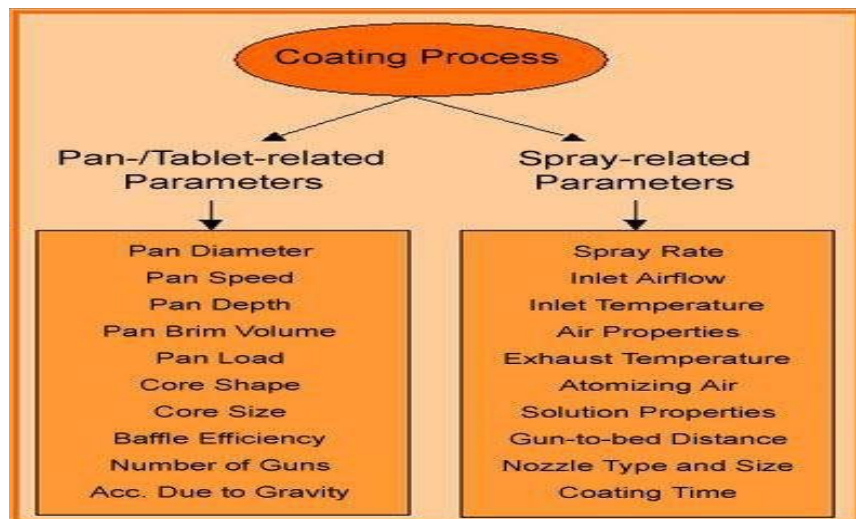 Coating Process
Pan-/Tablet-related
Parameters
Pan Diameter
Pan Speed
Pan Depth
Pan Brim Volume
Pan Load
Core Shape
Core Size
Baffle Efficiency
Number of Guns
Acc. Due to Gravity
Spray-related
Parameters
Spray Rate
Inlet Airflow
Inlet Temperature
Air Properties
Exhaust Temperature
Atomizing Air
Solution Properties
Gun-to-bed Distance
Nozzle Type and Size
Coating Time